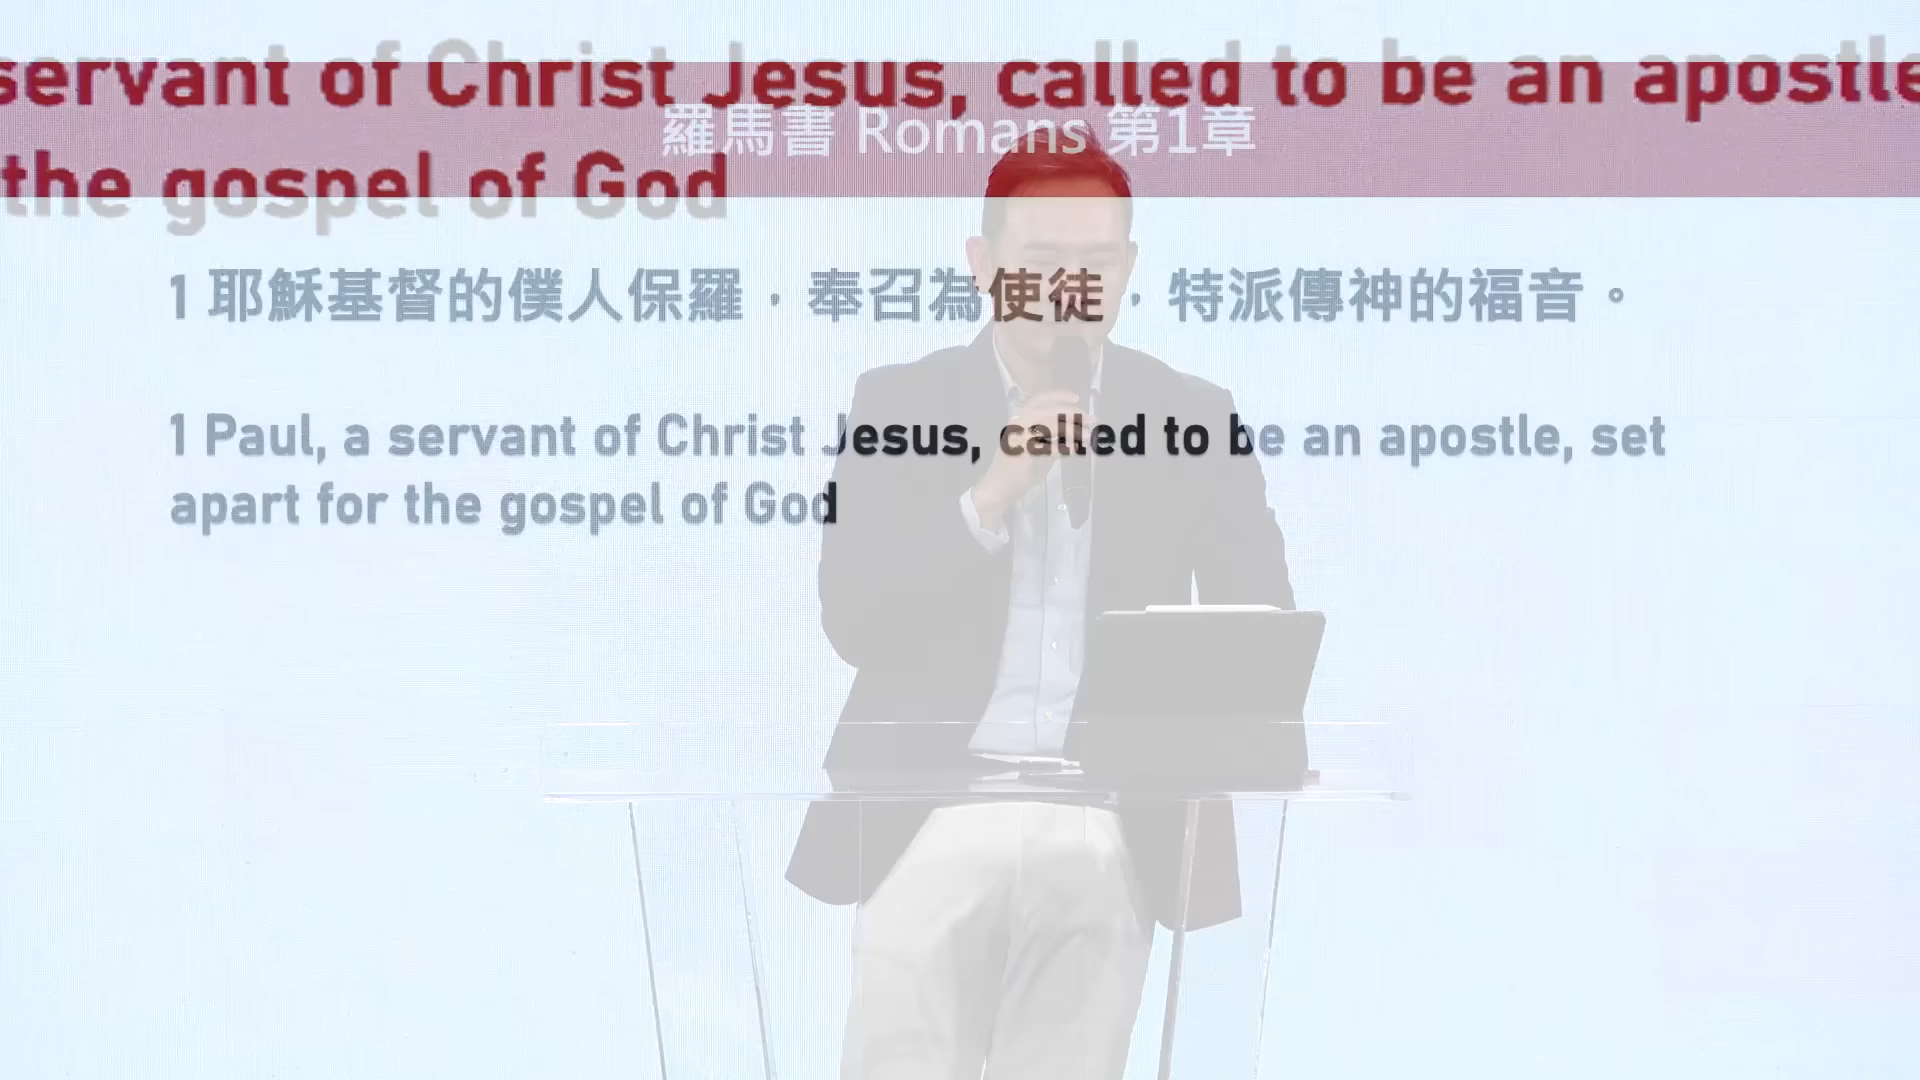 servant of Christ Jesus, called to be an apostle
the gospel of God
羅馬書 Romans 第1章
1 耶穌基督的僕人保羅，奉召為使徒，特派傳神的福音。
1 Paul, a servant of Christ Jesus, called to be an apostle, set
apart for the gospel of God